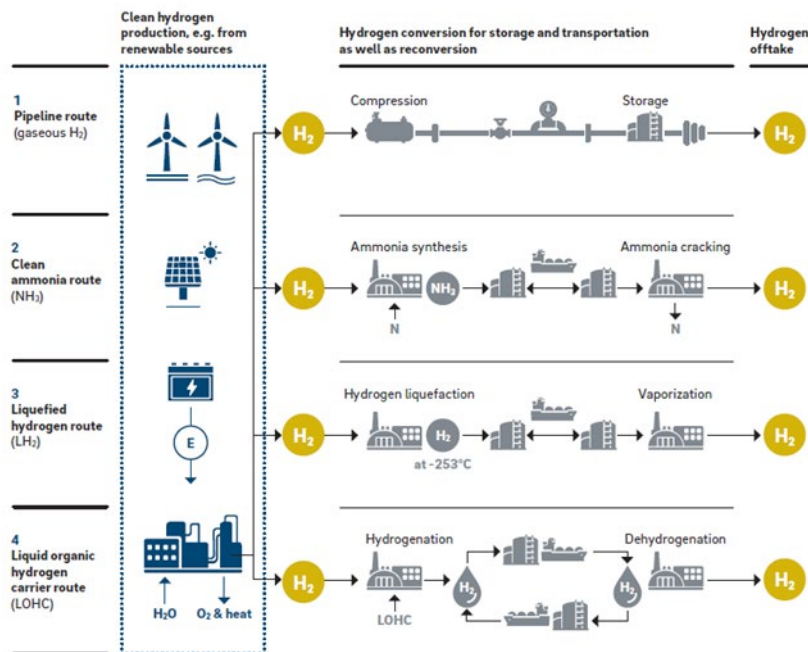 Clean hydrogen
production, e.g. from
renewable sources
Hydrogen conversion for storage and transportation
as well as reconversion
Hydrogen
offtake
1
Pipeline route
(gaseous H₂)
H₂
Compression
Storage
H₂
2
Clean
ammonia route
(NH₃)
H₂
Ammonia synthesis
NH₃
N
Ammonia cracking
N
H₂
3
Liquefied
hydrogen route
(LH₂)
E
H₂
Hydrogen liquefaction
H₂
at -253°C
Vaporization
H₂
4
Liquid organic
hydrogen
carrier route
(LOHC)
H₂O
O₂ & heat
H₂
Hydrogenation
LOHC
H₂
H₂
Dehydrogenation
H₂